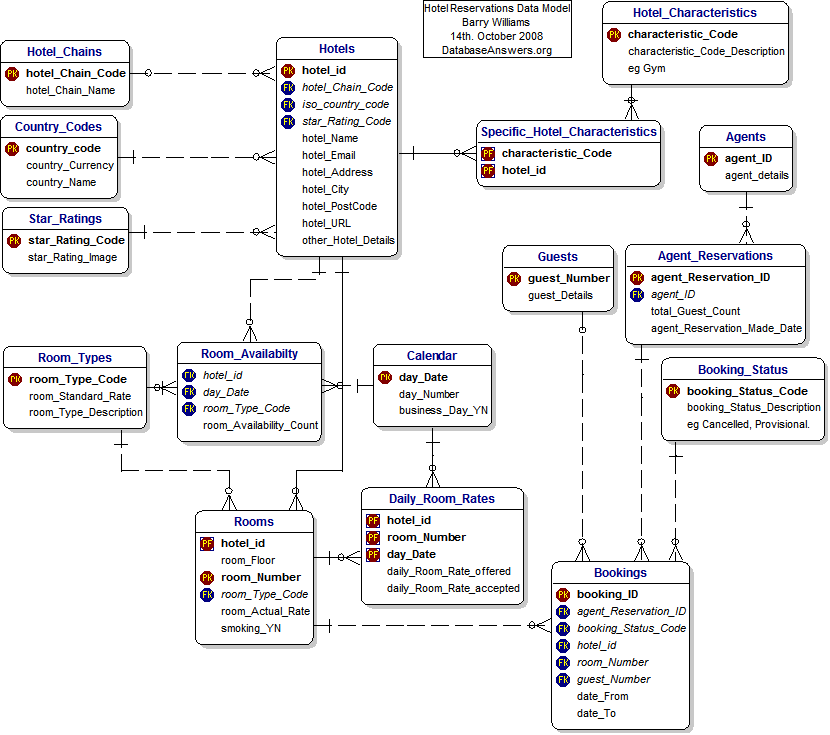 Hotel Reservations Data Model
Barry Williams
14th. October 2008
DatabaseAnswers.org
Hotel_Characteristics
PK characteristic_Code
characteristic_Code_Description
eg Gym
Hotel_Chains
PK hotel_Chain_Code
hotel_Chain_Name
Hotels
PK hotel_id
FK hotel_Chain_Code
FK iso_country_code
FK star_Rating_Code
hotel_Name
hotel_Email
hotel_Address
hotel_City
hotel_PostCode
hotel_URL
other_Hotel_Details
Country_Codes
PK country_code
country_Currency
country_Name
Specific_Hotel_Characteristics
PF characteristic_Code
PF hotel_id
Agents
PK agent_ID
agent_details
Star_Ratings
PK star_Rating_Code
star_Rating_Image
Guests
PK guest_Number
guest_Details
Agent_Reservations
PK agent_Reservation_ID
FK agent_ID
total_Guest_Count
agent_Reservation_Made_Date
Room_Types
PK room_Type_Code
room_Standard_Rate
room_Type_Description
Room_Availabilty
FK hotel_id
FK day_Date
FK room_Type_Code
room_Availability_Count
Calendar
PK day_Date
day_Number
business_Day_YN
Booking_Status
PK booking_Status_Code
booking_Status_Description
eg Cancelled, Provisional.
Rooms
PF hotel_id
room_Floor
PK room_Number
FK room_Type_Code
room_Actual_Rate
smoking_YN
Daily_Room_Rates
PF hotel_id
PF room_Number
PF day_Date
daily_Room_Rate_offered
daily_Room_Rate_accepted
Bookings
PK booking_ID
FK agent_Reservation_ID
FK booking_Status_Code
FK hotel_id
FK room_Number
FK guest_Number
date_From
date_To